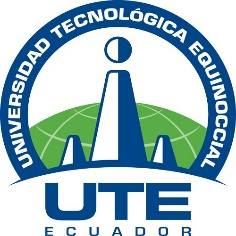 UNIVERSIDAD TECNOLÓGICA EQUINOCCIAL
UTE
ECUADOR